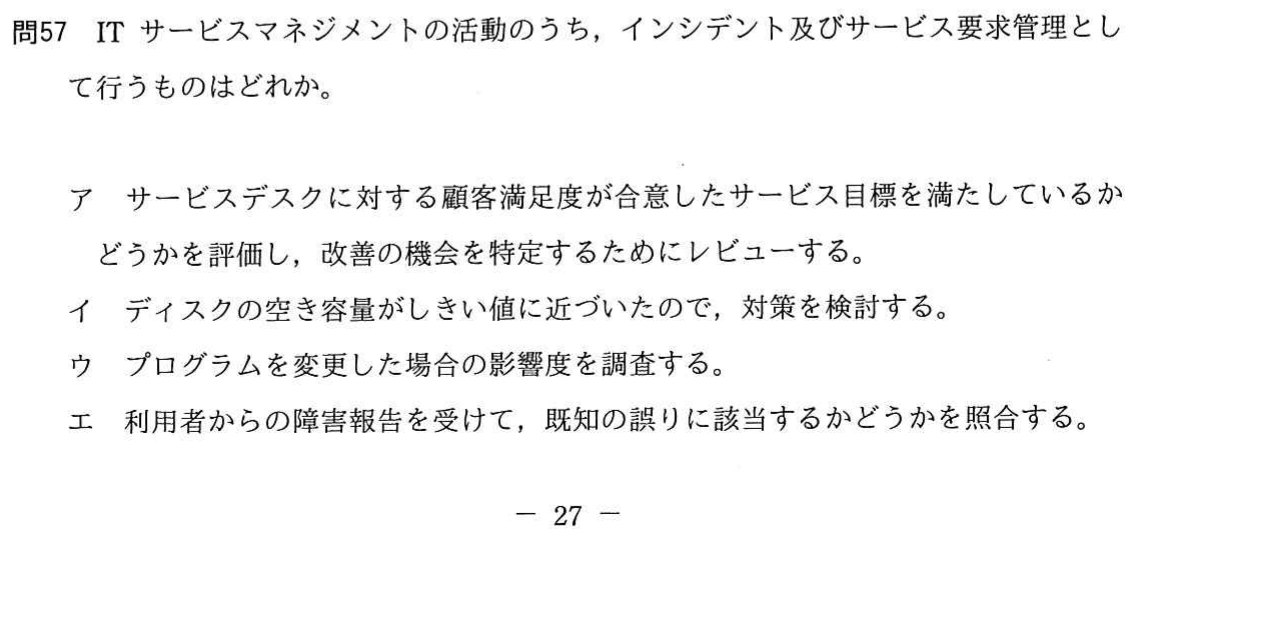 問57 IT サービスマネジメントの活動のうち，インシデント及びサービス要求管理とし
て行うものはどれか。
ア サービスデスクに対する顧客満足度が合意したサービス目標を満たしているか
どうかを評価し，改善の機会を特定するためにレビューする。
イ ディスクの空き容量がしきい値に近づいたので，対策を検討する。
ウ プログラムを変更した場合の影響度を調査する。
エ 利用者からの障害報告を受けて，既知の誤りに該当するかどうかを照合する。
－ 27 －